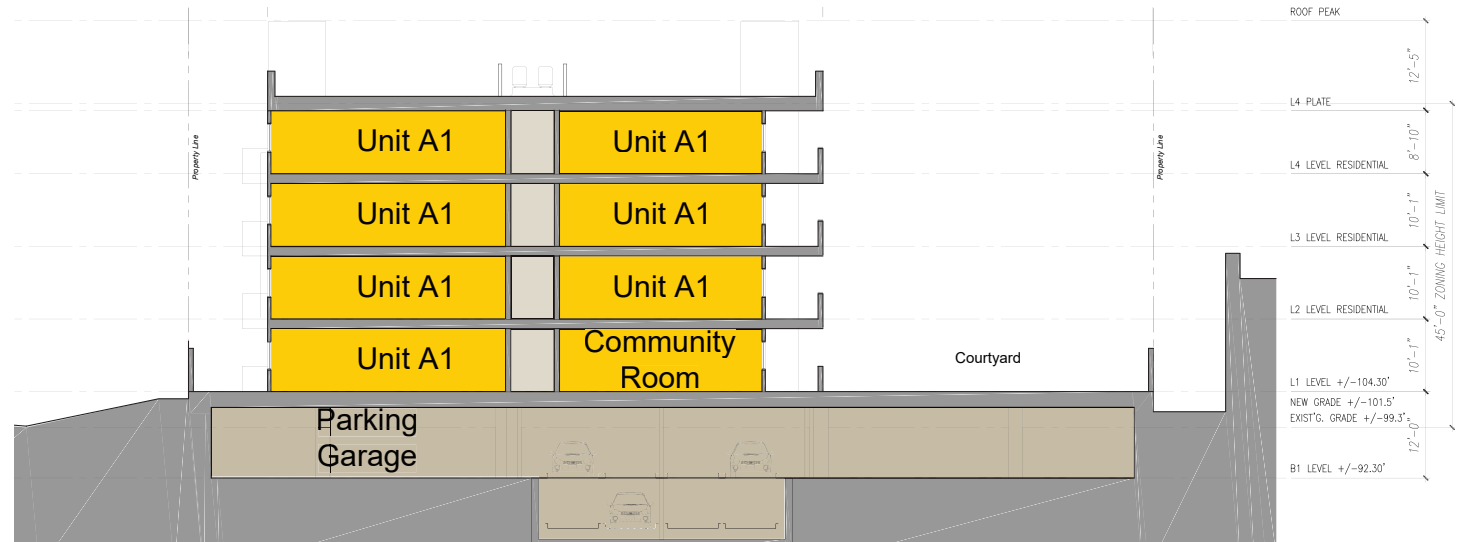 ROOF PEAK
12'-5"
L4 PLATE
Unit A1
Unit A1
8'-10"
Property Line
Property Line
L4 LEVEL RESIDENTIAL
Unit A1
Unit A1
10'-1"
L3 LEVEL RESIDENTIAL
45'-0" ZONING HEIGHT LIMIT
Unit A1
Unit A1
10'-1"
L2 LEVEL RESIDENTIAL
Unit A1
Community
Room
Courtyard
10'-1"
L1 LEVEL +/-104.30'
NEW GRADE +/-101.5'
EXIST'G. GRADE +/-99.3'
Parking
Garage
12'-0"
B1 LEVEL +/-92.30'